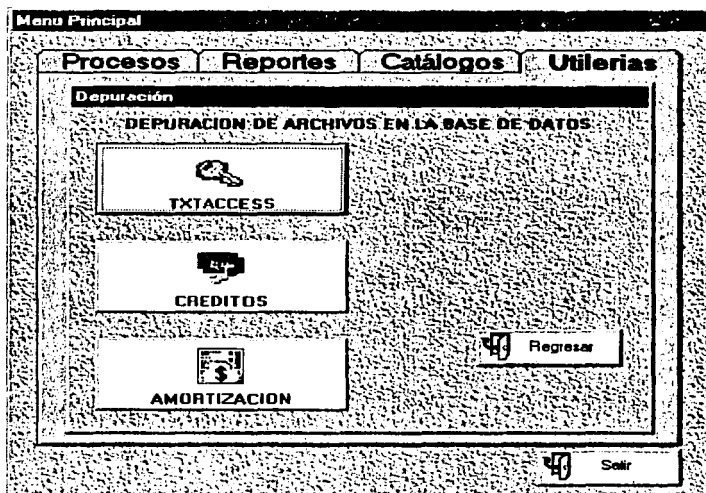 Menu Principal
Procesos Reportes Catálogos Utilerias
Depuración
DEPURACION DE ARCHIVOS EN LA BASE DE DATOS
TXTACCESS
CREDITOS
Regresar
AMORTIZACION
Salir